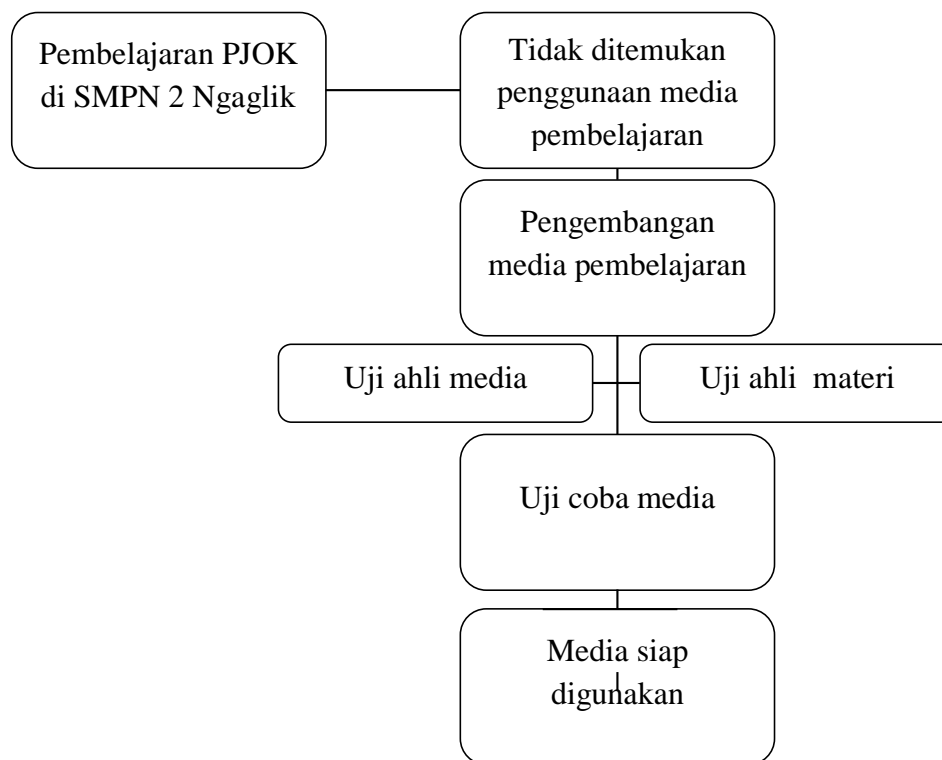 Pembelajaran PJOK
di SMPN 2 Ngaglik
Tidak ditemukan
penggunaan media
pembelajaran
Pengembangan
media pembelajaran
Uji ahli media
Uji ahli materi
Uji coba media
Media siap
digunakan